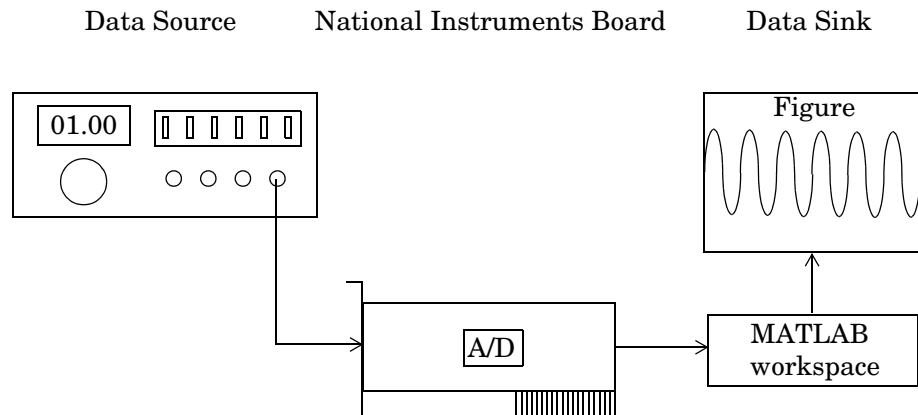 Data Source National Instruments Board Data Sink
01.00
Figure
A/D
MATLAB
workspace